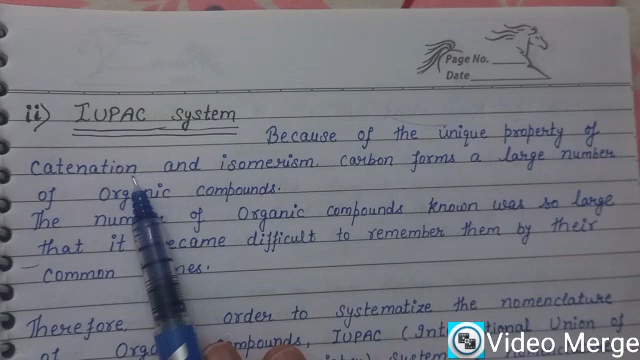 Page No.
Date
ii) IUPAC system
Because of the unique property of
Catenation and isomerism. Carbon forms a large number
of Organic compounds.
The of Organic compounds known was so large
that it became difficult to remember them by their
common
Therefore, order to systematize the nomenclature
of IUPAC ( Union of
Video Merge